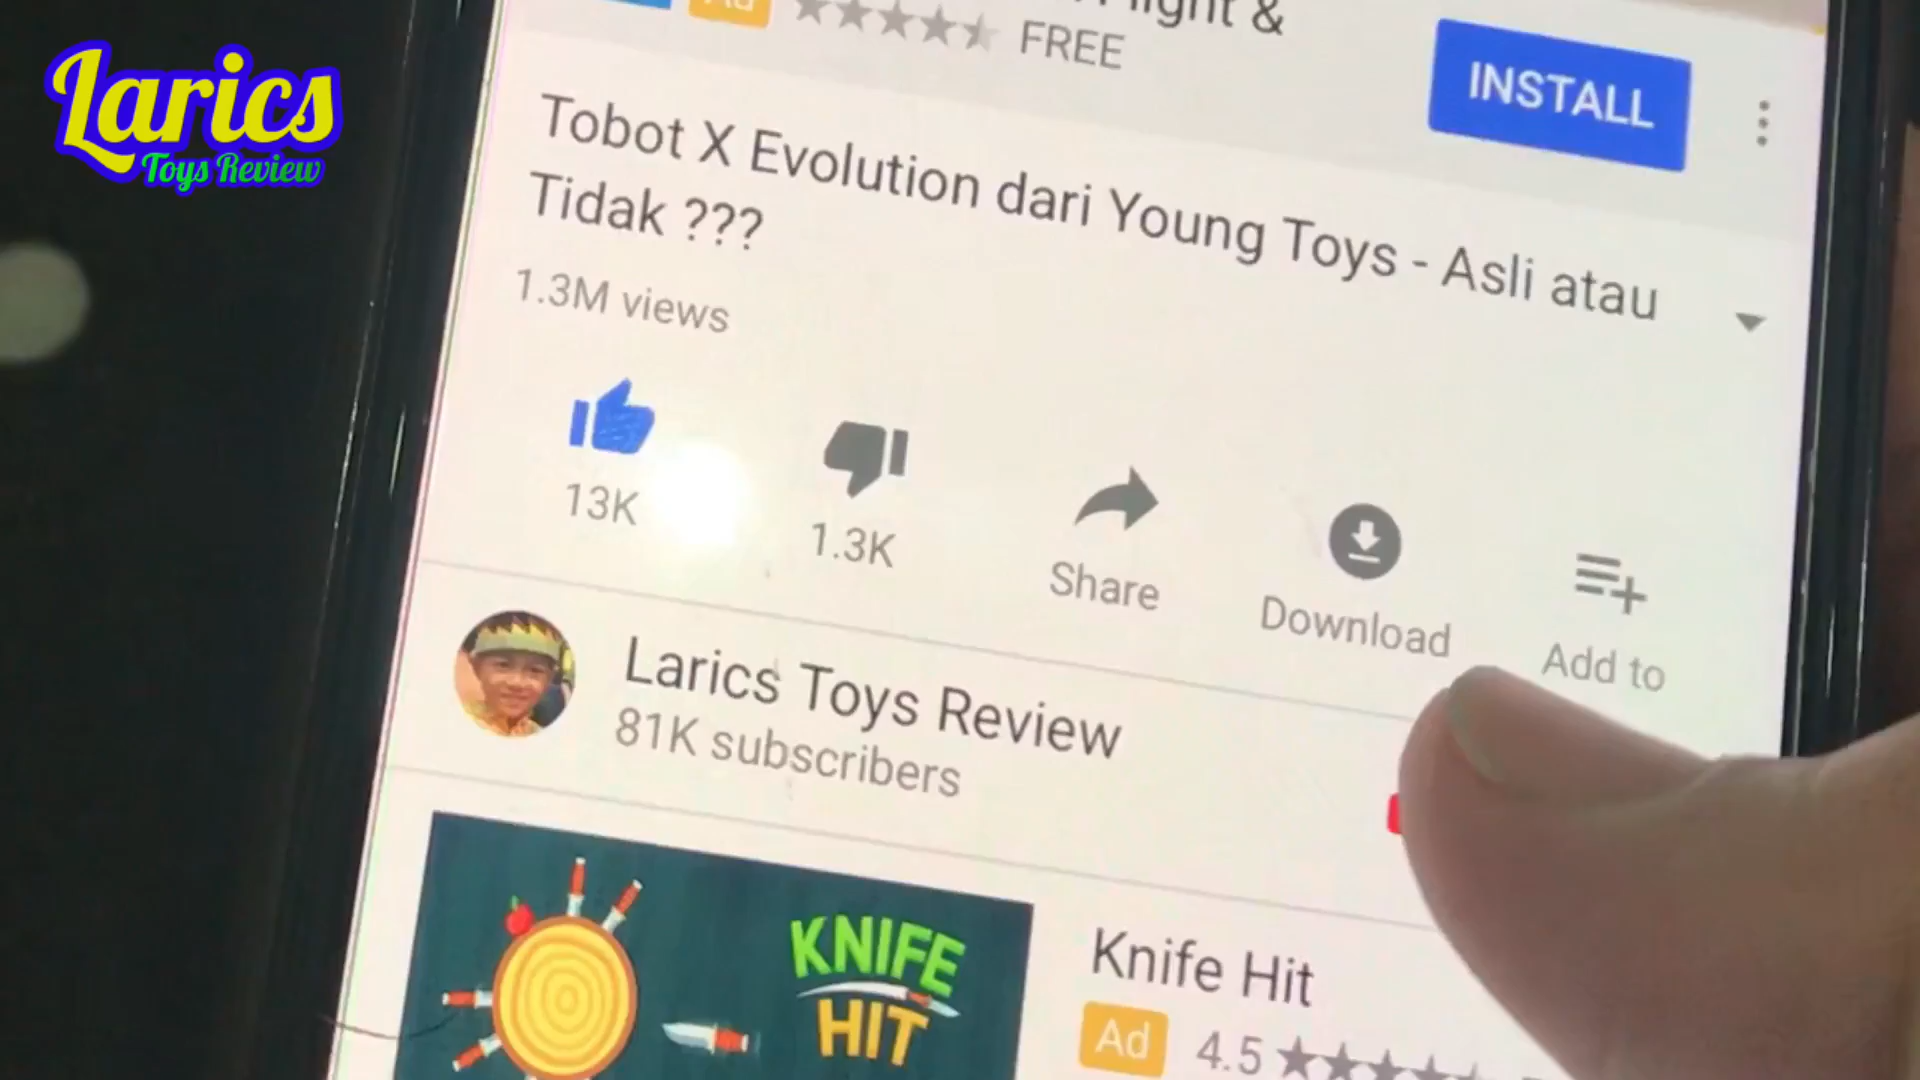 Larics
Toys Review
Ad
FREE
INSTALL
Tobot X Evolution dari Young Toys - Asli atau
Tidak ???
1.3M views
13K
1.3K
Share
Download
Add to
Larics Toys Review
81K subscribers
KNIFE
HIT
Knife Hit
Ad 4.5